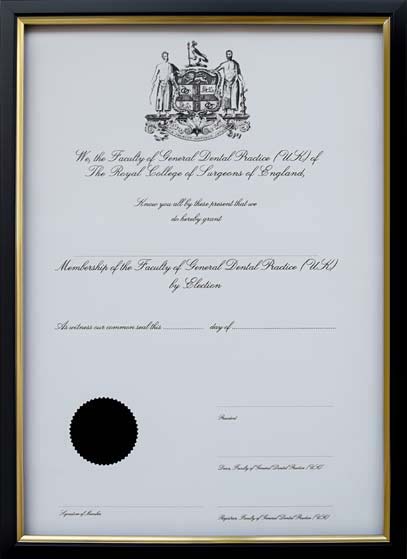 We, the Faculty of General Dental Practice (UK) of
The Royal College of Surgeons of England,
Know you all by these present that we
do hereby grant
Membership of the Faculty of General Dental Practice (UK)
by Election
As witness our common seal this ........................ day of ....................................
President
Dean, Faculty of General Dental Practice (UK)
Signature of Member
Registrar, Faculty of General Dental Practice (UK)